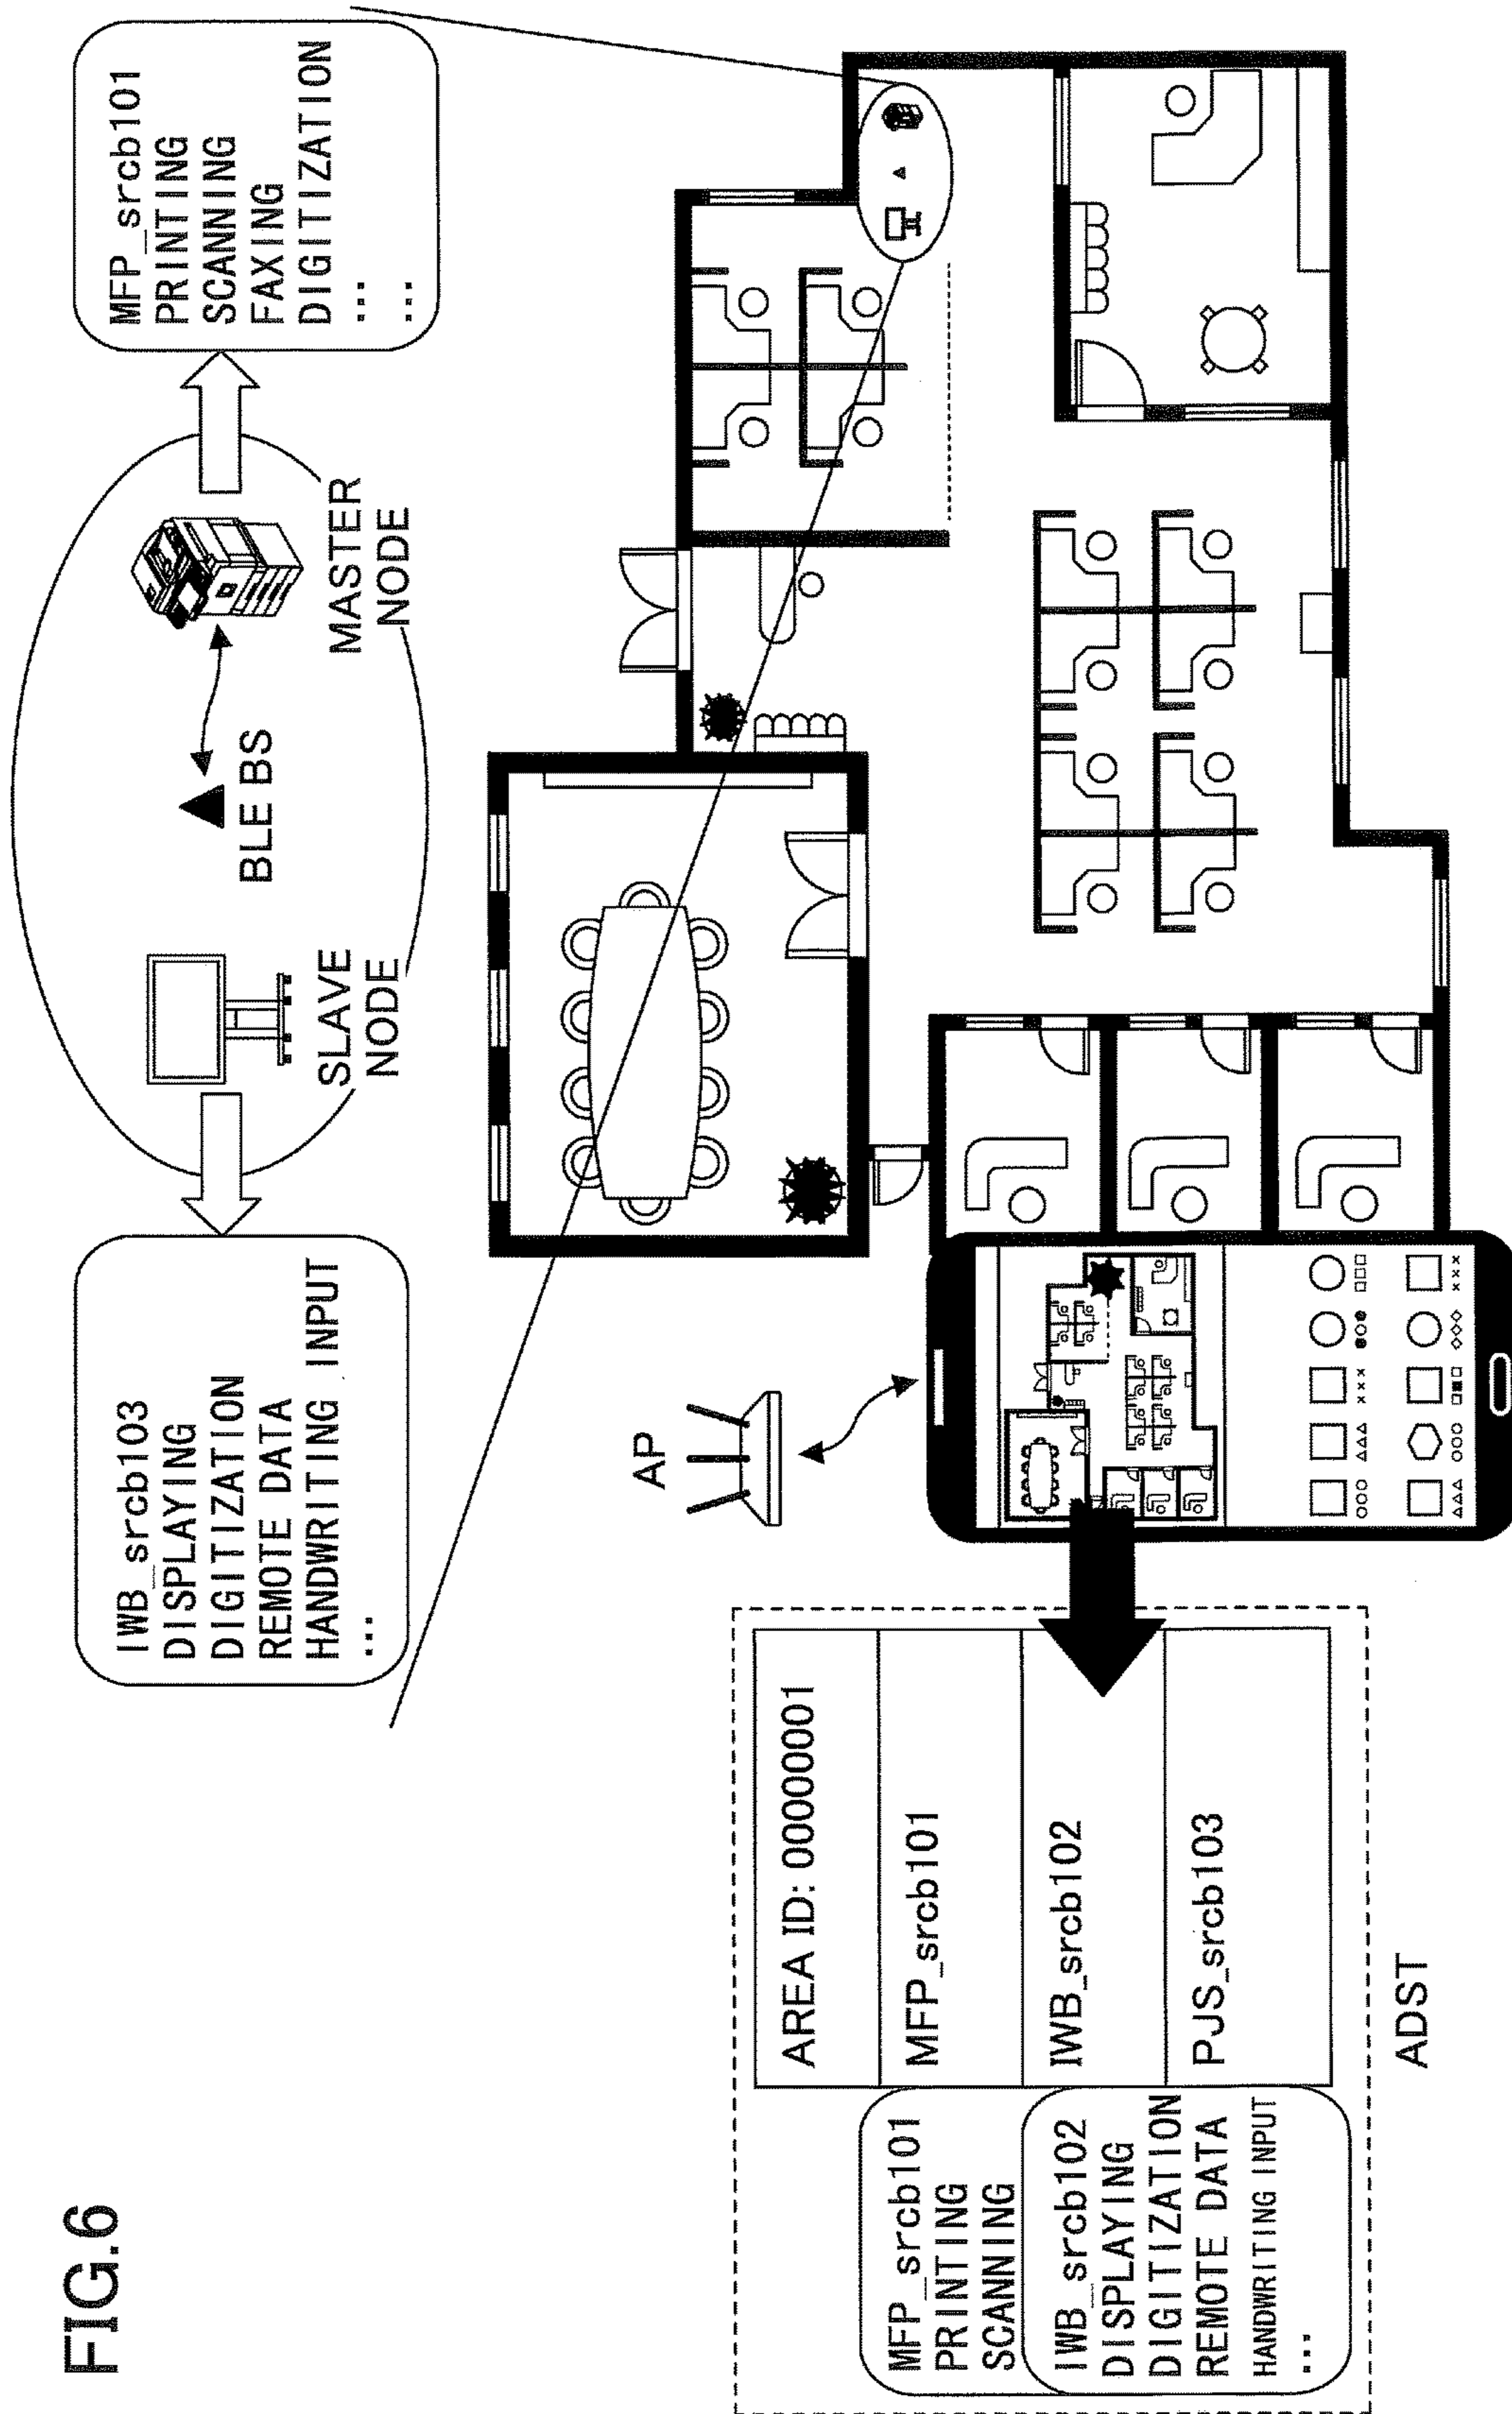 FIG.6
IWB_srcb103
DISPLAYING
DIGITIZATION
REMOTE DATA
HANDWRITING INPUT
...
SLAVE
NODE
BLE BS
MASTER
NODE
MFP_srcb101
PRINTING
SCANNING
FAXING
DIGITIZATION
...
...
AP
AREA ID: 00000001
MFP_srcb101
IWB_srcb102
PJS_srcb103
MFP_srcb101
PRINTING
SCANNING
IWB_srcb102
DISPLAYING
DIGITIZATION
REMOTE DATA
HANDWRITING INPUT
...
ADST